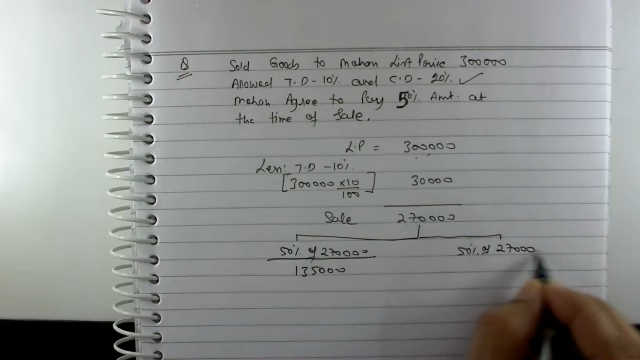 Q Sold Goods to Mohan List Price 300000
Allowed T.D-10% and C.D-20% ✓
Mohan Agree to Pay 50% Amt. at
the time of Sale.
L.P = 300000
Less: T.D-10%
[300000 x 10/100] 30000
Sale 270000
50% of 270000 50% of 27000
135000